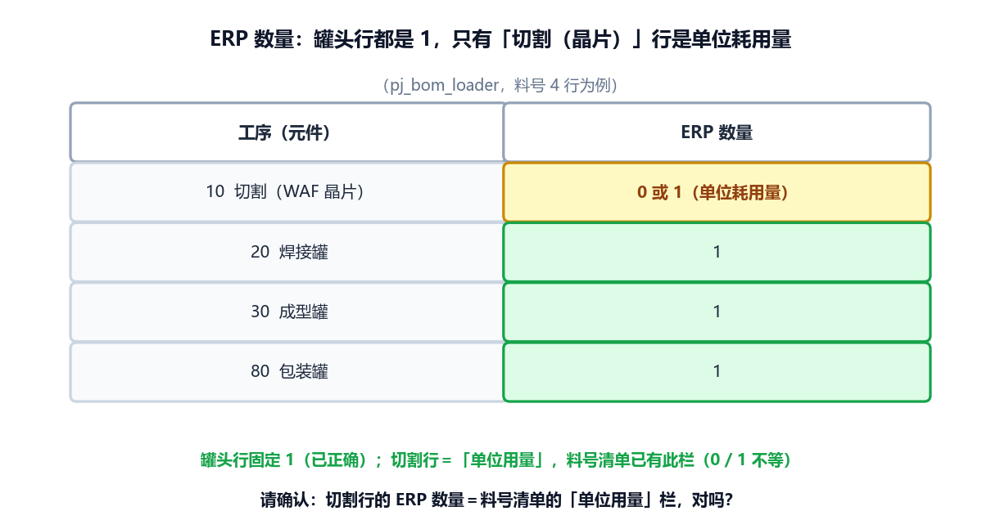 ERP 数量：罐头行都是 1，只有「切割（晶片）」行是单位耗用量
（pj_bom_loader，料号 4 行为例）
工序（元件） ERP 数量
10 切割（WAF 晶片） 0 或 1（单位耗用量）
20 焊接罐 1
30 成型罐 1
80 包装罐 1
罐头行固定 1（已正确）；切割行＝「单位用量」，料号清单已有此栏（0 / 1 不等）
请确认：切割行的 ERP 数量＝料号清单的「单位用量」栏，对吗？